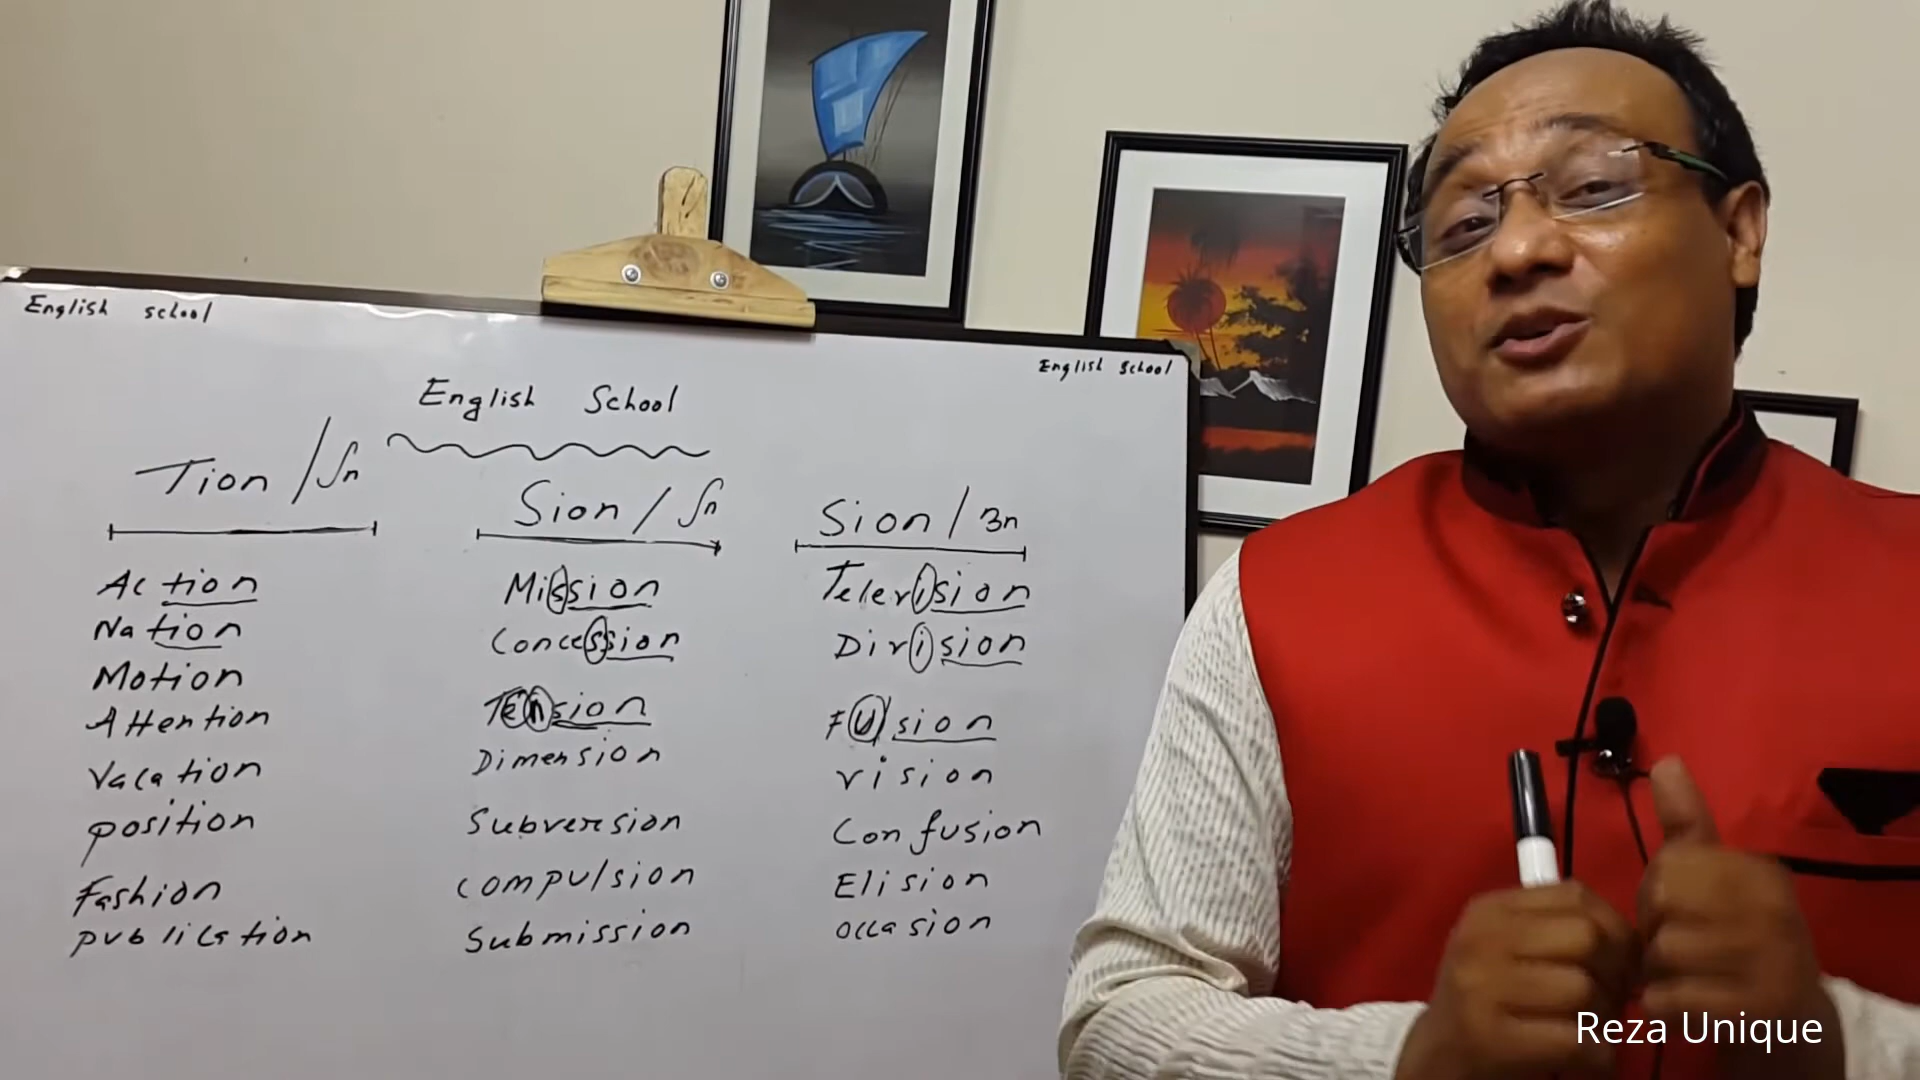 English school
English School
English School
Tion / ʃn
Action
Nation
Motion
Attention
Vacation
position
Fashion
publication
Sion / ʃn
Mission
Concession
Tension
Dimension
Subversion
compulsion
Submission
Sion / ʒn
Television
Division
Fusion
vision
Confusion
Elision
occasion
Reza Unique